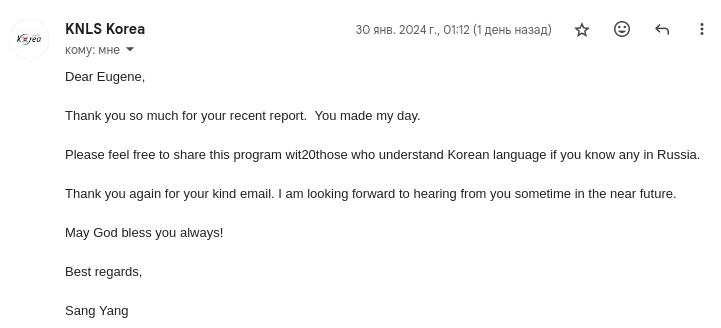 Korea
KNLS Korea
30 янв. 2024 г., 01:12 (1 день назад)
кому: мне
Dear Eugene,
Thank you so much for your recent report.  You made my day.
Please feel free to share this program wit20those who understand Korean language if you know any in Russia.
Thank you again for your kind email. I am looking forward to hearing from you sometime in the near future.
May God bless you always!
Best regards,
Sang Yang